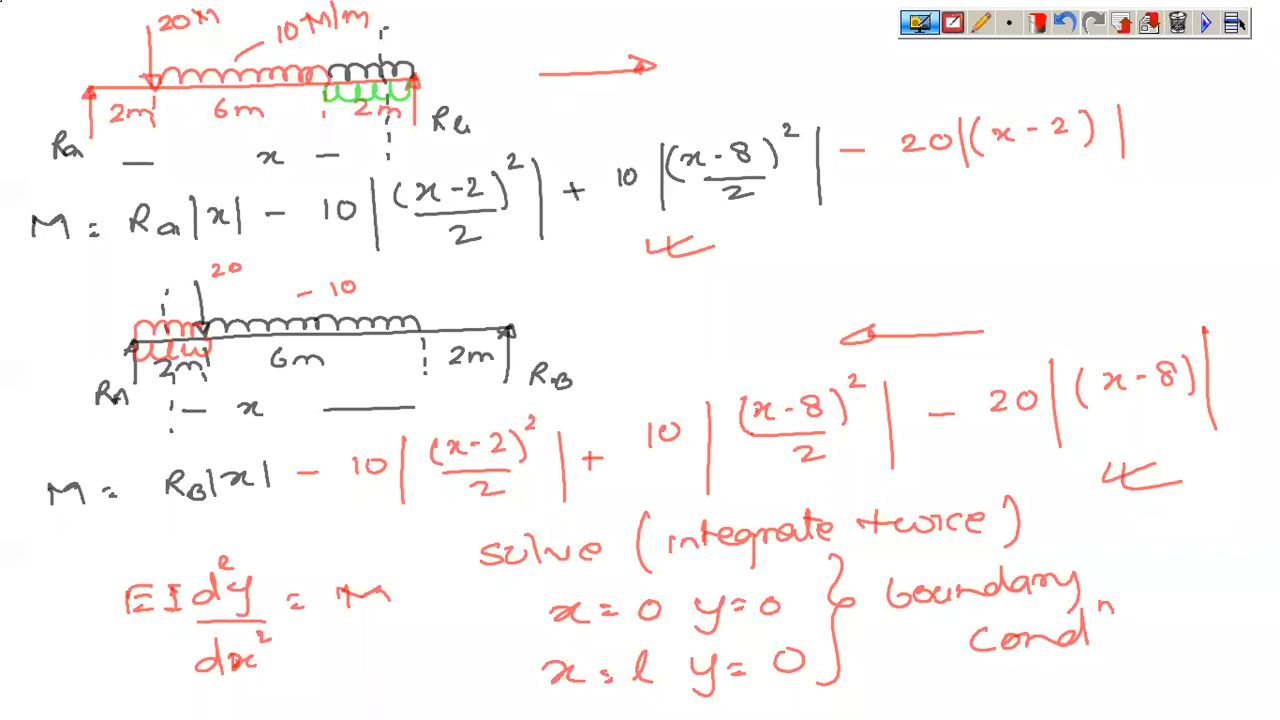 20 N 10 N/m
2m 6m 2m
Ra Rb
x
M = Ra|x| - 10|(x-2)²/2| + 10|(x-8)²/2| - 20|(x-2)|
20 - 10
2m 6m 2m
RA RB
x
M = RB|x| - 10|(x-2)²/2| + 10|(x-8)²/2| - 20|(x-8)|
solve (integrate twice)
EI d²y/dx² = M
x = 0 y = 0 } boundary
x = l y = 0 condⁿ